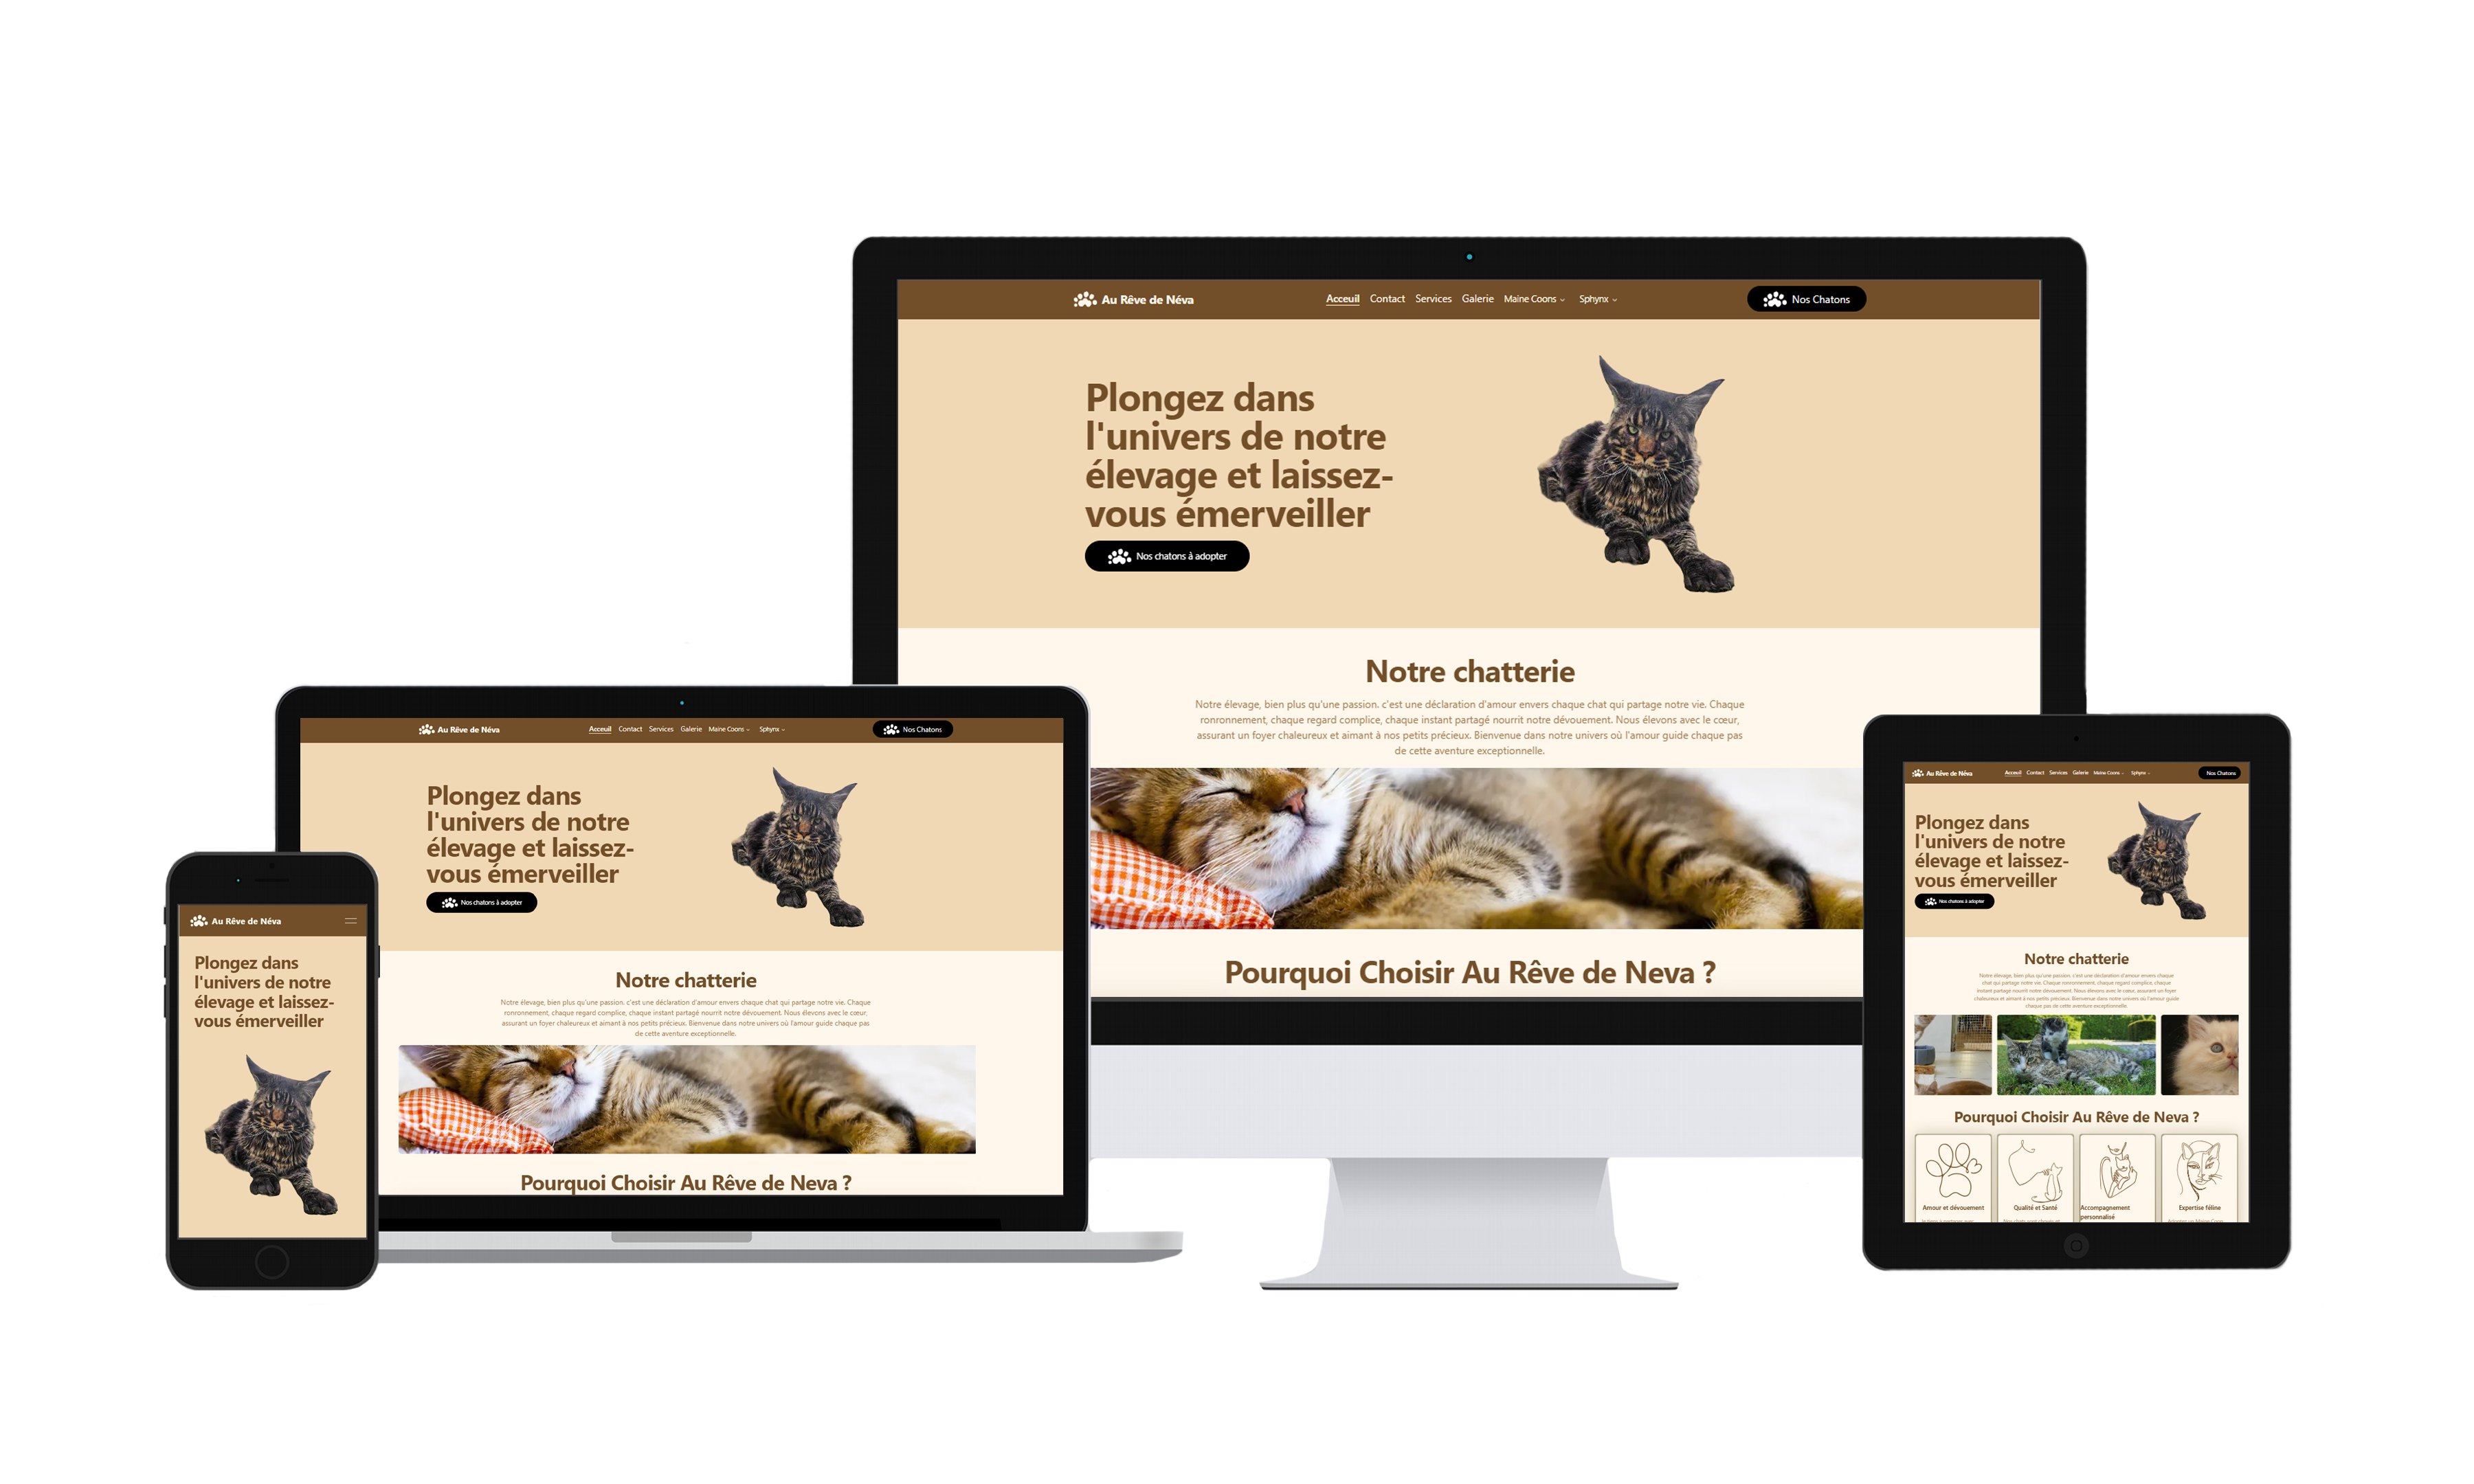 Au Rêve de Néva
Acceuil Contact Services Galerie Maine Coons Sphynx
Nos Chatons
Plongez dans
l'univers de notre
élevage et laissez-
vous émerveiller
Nos chatons à adopter
Notre chatterie
Notre élevage, bien plus qu'une passion. c'est une déclaration d'amour envers chaque chat qui partage notre vie. Chaque
ronronnement, chaque regard complice, chaque instant partagé nourrit notre dévouement. Nous élevons avec le cœur,
assurant un foyer chaleureux et aimant à nos petits précieux. Bienvenue dans notre univers où l'amour guide chaque pas
de cette aventure exceptionnelle.
Pourquoi Choisir Au Rêve de Neva ?
Au Rêve de Néva
Acceuil Contact Services Galerie Maine Coons Sphynx
Nos Chatons
Plongez dans
l'univers de notre
élevage et laissez-
vous émerveiller
Nos chatons à adopter
Notre chatterie
Notre élevage, bien plus qu'une passion. c'est une déclaration d'amour envers chaque chat qui partage notre vie. Chaque
ronronnement, chaque regard complice, chaque instant partagé nourrit notre dévouement. Nous élevons avec le cœur,
assurant un foyer chaleureux et aimant à nos petits précieux. Bienvenue dans notre univers où l'amour guide chaque pas
de cette aventure exceptionnelle.
Pourquoi Choisir Au Rêve de Neva ?
Au Rêve de Néva
Plongez dans
l'univers de notre
élevage et laissez-
vous émerveiller
Au Rêve de Néva
Acceuil Contact Services Galerie Maine Coons Sphynx
Nos Chatons
Plongez dans
l'univers de notre
élevage et laissez-
vous émerveiller
Nos chatons à adopter
Notre chatterie
Notre élevage, bien plus qu'une passion. c'est une déclaration d'amour envers chaque
chat qui partage notre vie. Chaque ronronnement, chaque regard complice, chaque
instant partagé nourrit notre dévouement. Nous élevons avec le cœur, assurant un foyer
chaleureux et aimant à nos petits précieux. Bienvenue dans notre univers où l'amour guide
chaque pas de cette aventure exceptionnelle.
Pourquoi Choisir Au Rêve de Neva ?
Amour et dévouement
Qualité et Santé
Accompagnement
personnalisé
Expertise féline